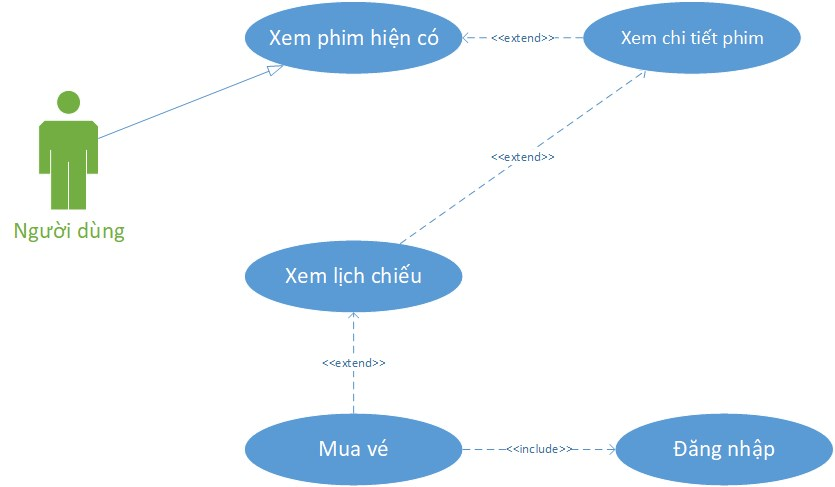 Xem phim hiện có
<<extend>>
Xem chi tiết phim
<<extend>>
Người dùng
Xem lịch chiếu
<<extend>>
Mua vé
<<include>>
Đăng nhập